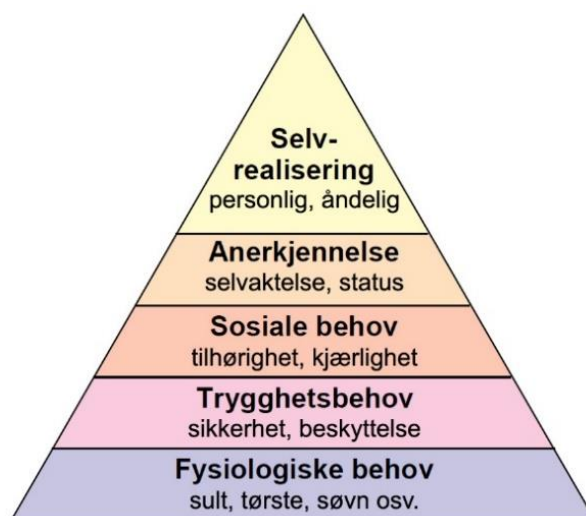 Selv-
realisering
personlig, åndelig
Anerkjennelse
selvaktelse, status
Sosiale behov
tilhørighet, kjærlighet
Trygghetsbehov
sikkerhet, beskyttelse
Fysiologiske behov
sult, tørste, søvn osv.